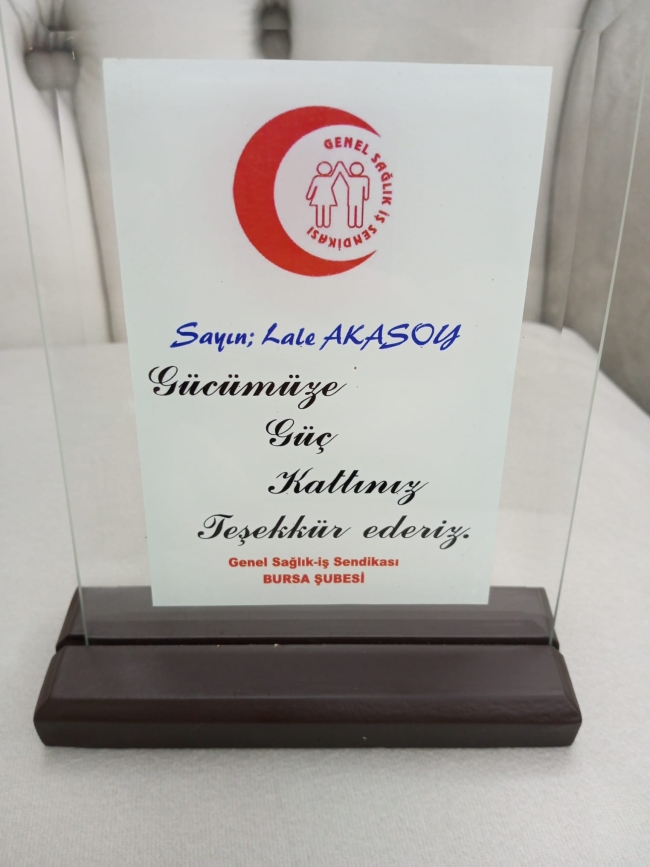 GENEL SAĞLIK İŞ SENDİKASI
Sayın; Lale AKASOY
Gücümüze
Güç
Kattınız
Teşekkür ederiz.
Genel Sağlık-iş Sendikası
BURSA ŞUBESİ